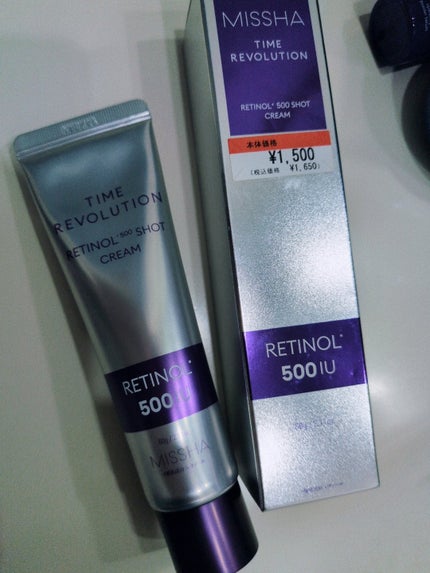 MISSHA
TIME
REVOLUTION
RETINOL* 500 SHOT
CREAM
本体価格
¥1,500
(税込価格 ¥1,650)
RETINOL*
500 IU
TIME
REVOLUTION
RETINOL*500 SHOT
CREAM
RETINOL*
500 IU
MISSHA